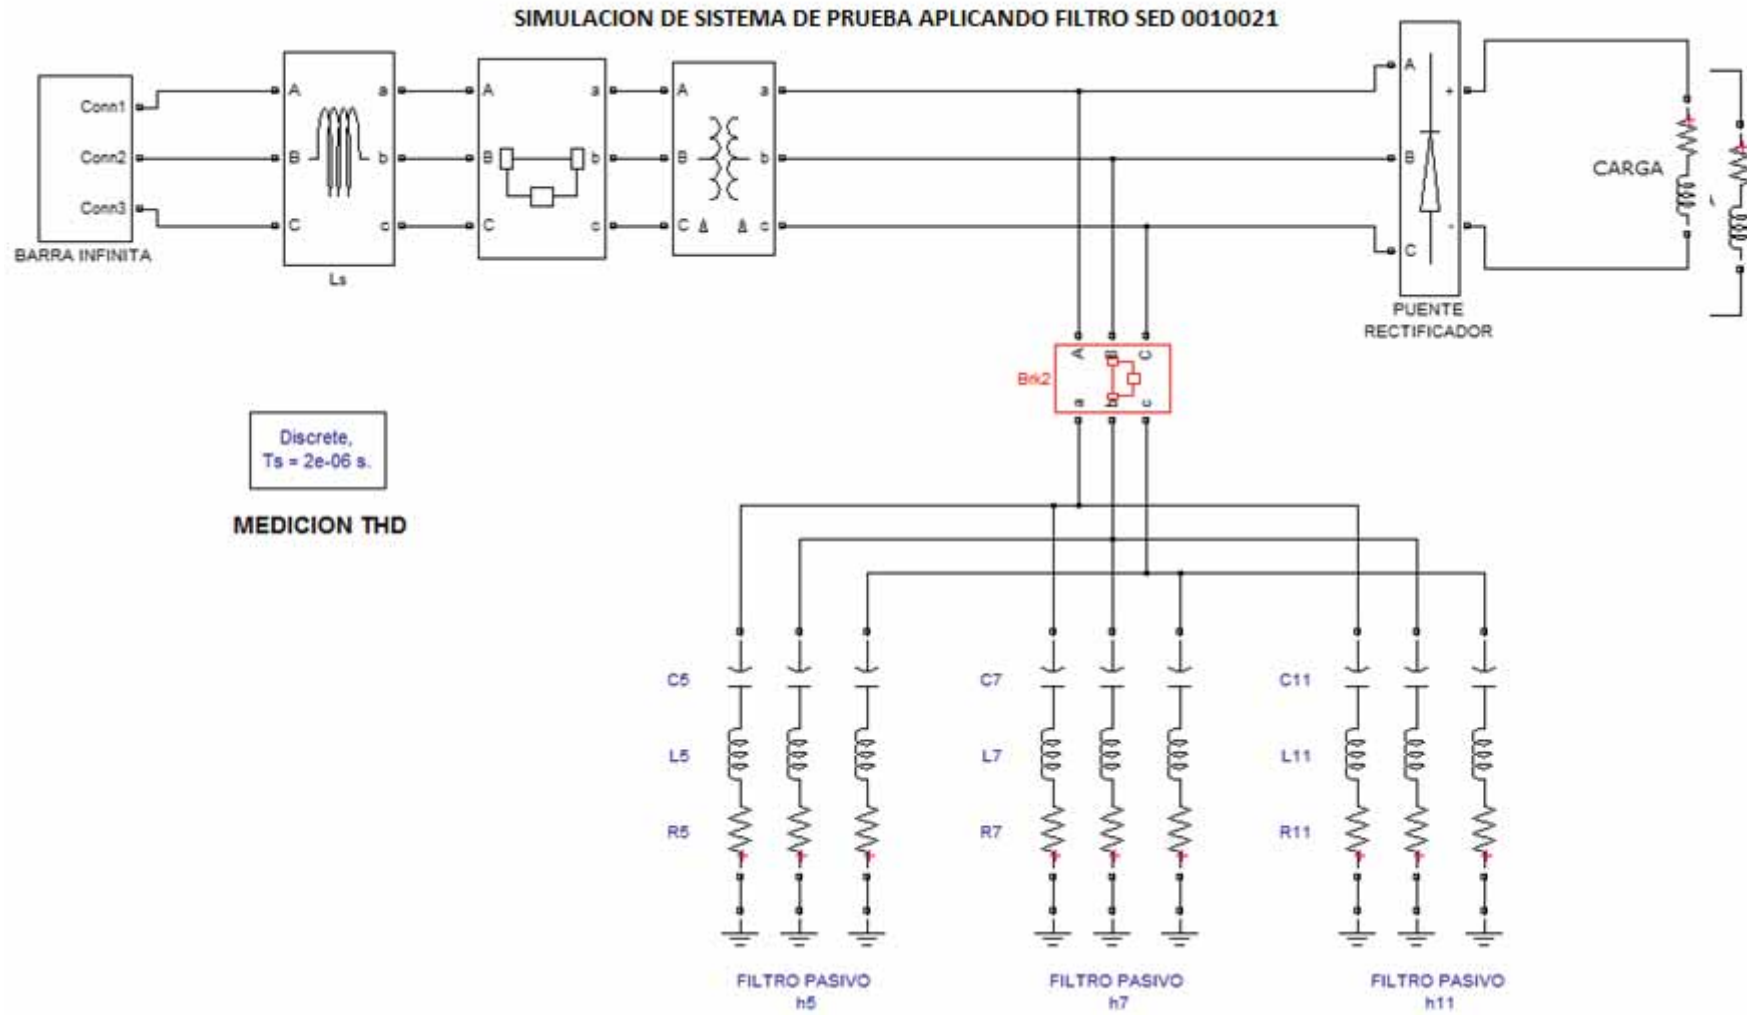 SIMULACION DE SISTEMA DE PRUEBA APLICANDO FILTRO SED 0010021
Conn1
Conn2
Conn3
BARRA INFINITA
A a
B b
C c
Ls
A a
B b
C c
A a
B b
C c
A +
B
C -
PUENTE
RECTIFICADOR
CARGA
A B C
Brk2
a b c
Discrete,
Ts = 2e-06 s.
MEDICION THD
C5 C7 C11
L5 L7 L11
R5 R7 R11
FILTRO PASIVO
h5
FILTRO PASIVO
h7
FILTRO PASIVO
h11